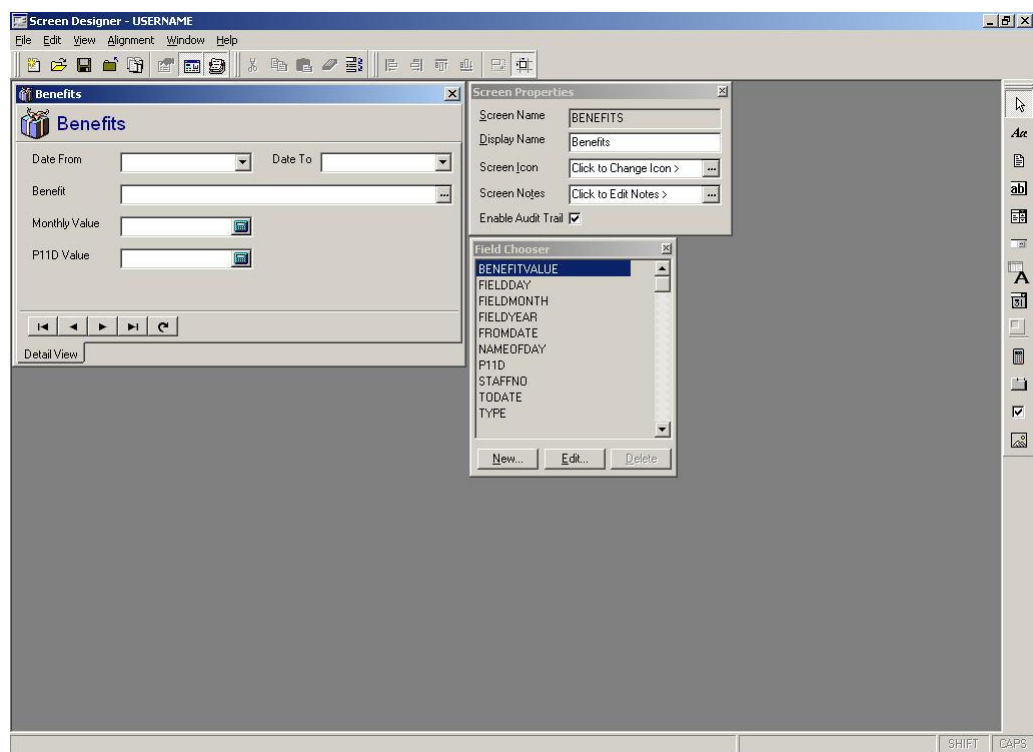 Screen Designer - USERNAME
File Edit View Alignment Window Help
Benefits
Benefits
Date From
Date To
Benefit
Monthly Value
P11D Value
Detail View
Screen Properties
Screen Name BENEFITS
Display Name Benefits
Screen Icon Click to Change Icon >
Screen Notes Click to Edit Notes >
Enable Audit Trail
Field Chooser
BENEFITVALUE
FIELDDAY
FIELDMONTH
FIELDYEAR
FROMDATE
NAMEOFDAY
P11D
STAFFNO
TODATE
TYPE
New... Edit... Delete
Aa
ab
A
31
SHIFT CAPS